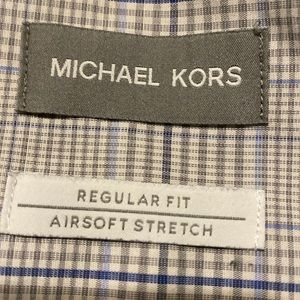 MICHAEL KORS
REGULAR FIT
AIRSOFT STRETCH